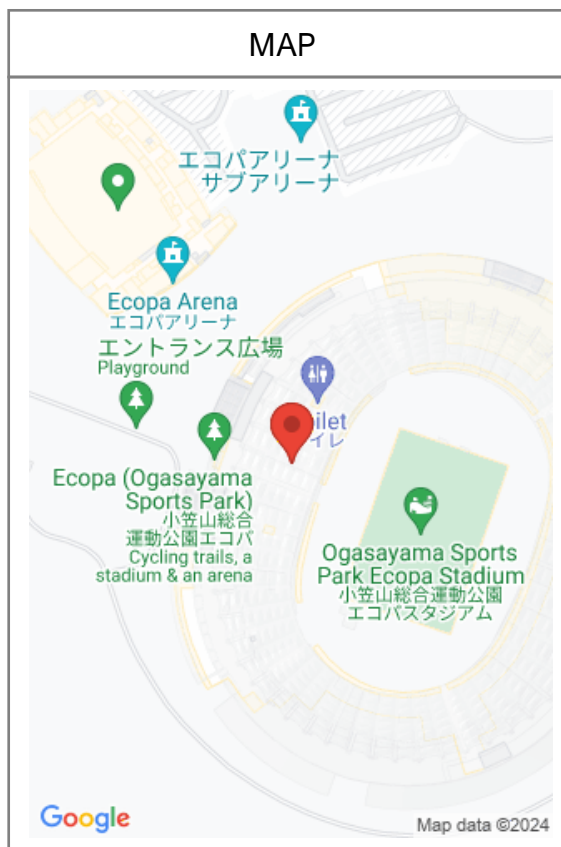 MAP
エコパアリーナ
サブアリーナ
Ecopa Arena
エコパアリーナ
エントランス広場
Playground
ilet
イレ
Ecopa (Ogasayama
Sports Park)
小笠山総合
運動公園エコパ
Cycling trails, a
stadium & an arena
Ogasayama Sports
Park Ecopa Stadium
小笠山総合運動公園
エコパスタジアム
Google
Map data ©2024